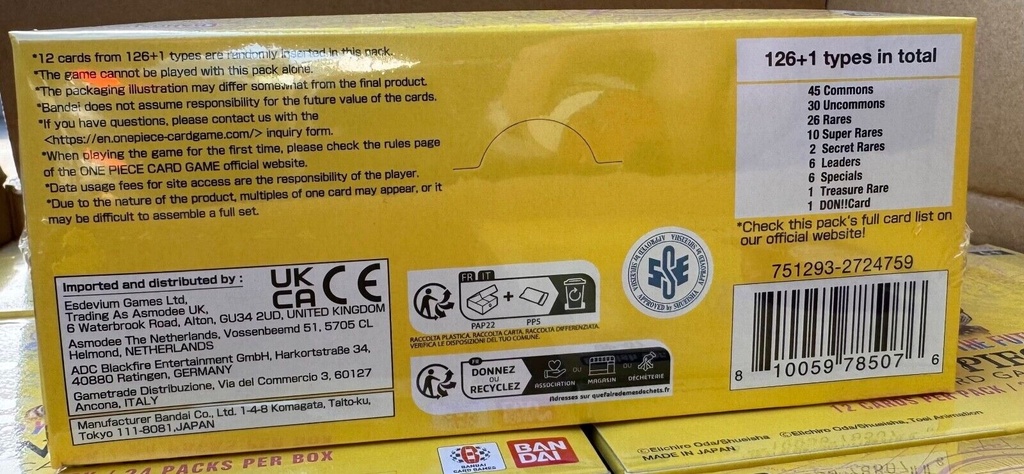 *12 cards from 126+1 types are randomly inserted in this pack.
*The game cannot be played with this pack alone.
*The packaging illustration may differ somewhat from the final product.
*Bandai does not assume responsibility for the future value of the cards.
*If you have questions, please contact us with the
<https://en.onepiece-cardgame.com/> inquiry form.
*When playing the game for the first time, please check the rules page
of the ONE PIECE CARD GAME official website.
*Data usage fees for site access are the responsibility of the player.
*Due to the nature of the product, multiples of one card may appear, or it
may be difficult to assemble a full set.
126+1 types in total
45 Commons
30 Uncommons
26 Rares
10 Super Rares
2 Secret Rares
6 Leaders
6 Specials
1 Treasure Rare
1 DON!!Card
*Check this pack's full card list on
our official website!
751293-2724759
8 10059 78507 6
Imported and distributed by :
Esdevium Games Ltd,
Trading As Asmodee UK,
6 Waterbrook Road, Alton, GU34 2UD, UNITED KINGDOM
Asmodee The Netherlands, Vossenbeemd 51, 5705 CL
Helmond, NETHERLANDS
ADC Blackfire Entertainment GmbH, Harkortstraße 34,
40880 Ratingen, GERMANY
Gametrade Distribuzione, Via del Commercio 3, 60127
Ancona, ITALY
Manufacturer Bandai Co., Ltd. 1-4-8 Komagata, Taito-ku,
Tokyo 111-8081,JAPAN
UK
CA
CE
FR IT
+
PAP22 PP5
RACCOLTA PLASTICA. RACCOLTA CARTA. RACCOLTA DIFFERENZIATA.
VERIFICA LE DISPOSIZIONI DEL TUO COMUNE.
FR
DONNEZ
OU
RECYCLEZ
ASSOCIATION OU MAGASIN OU DÉCHETERIE
Adresses sur quefairedemesdechets.fr
APPROVED by SHUEISHA
24 PACKS PER BOX
BANDAI
CARD GAMES
BAN
DAI
12 CARDS PER PACK
©Eiichiro Oda/Shueisha
MADE IN JAPAN
©Eiichiro Oda/Shueisha, Toei Animation